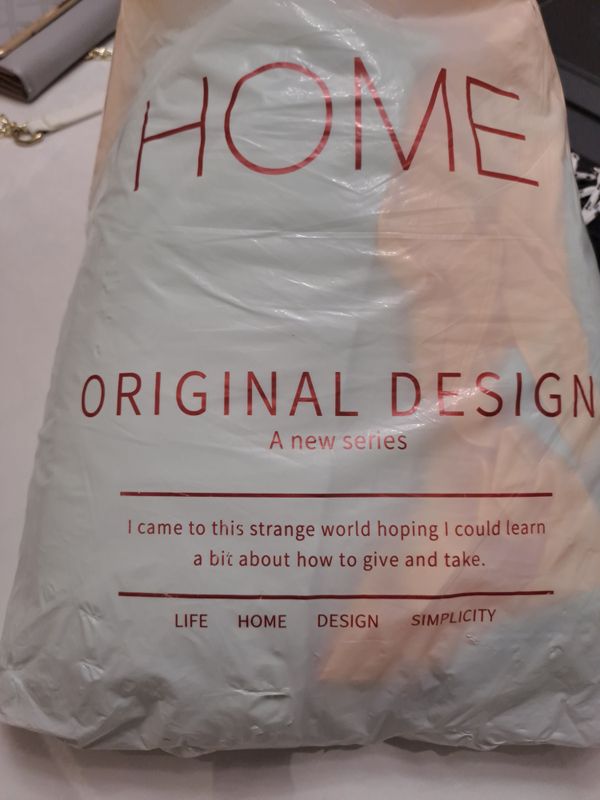 HOME
ORIGINAL DESIGN
A new series
I came to this strange world hoping I could learn
a bit about how to give and take.
LIFE HOME DESIGN SIMPLICITY